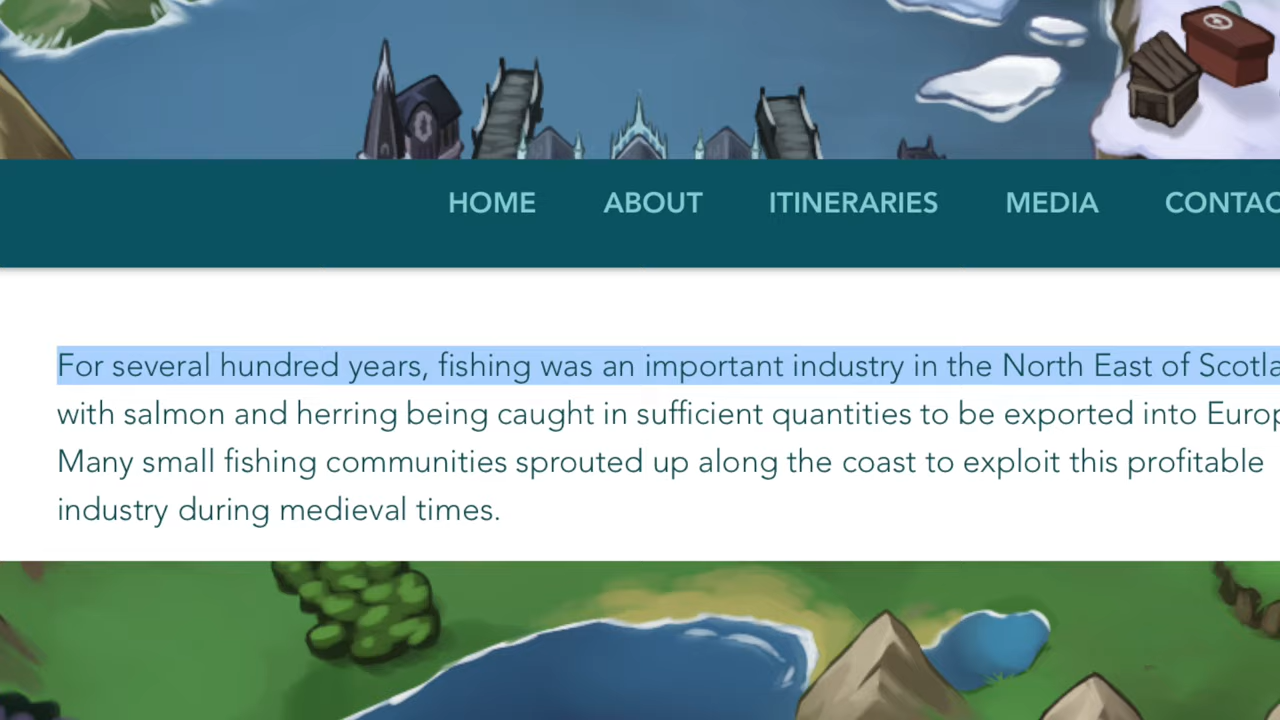 HOME ABOUT ITINERARIES MEDIA
For several hundred years, fishing was an important industry in the North East of
with salmon and herring being caught in sufficient quantities to be exported into
Many small fishing communities sprouted up along the coast to exploit this profitable
industry during medieval times.